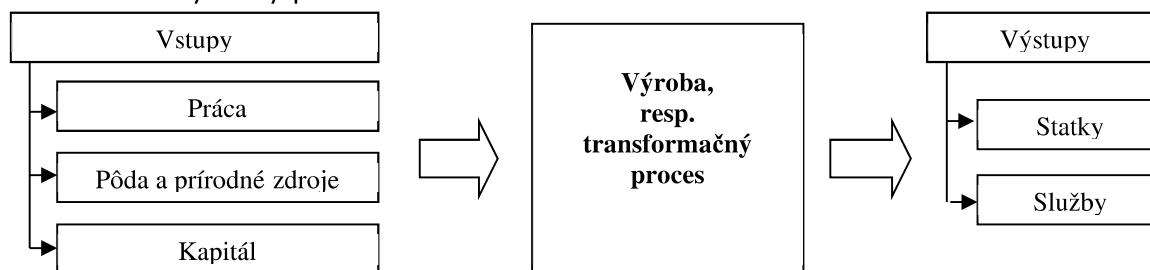 Vstupy
Práca
Pôda a prírodné zdroje
Kapitál
Výroba,
resp.
transformačný
proces
Výstupy
Statky
Služby